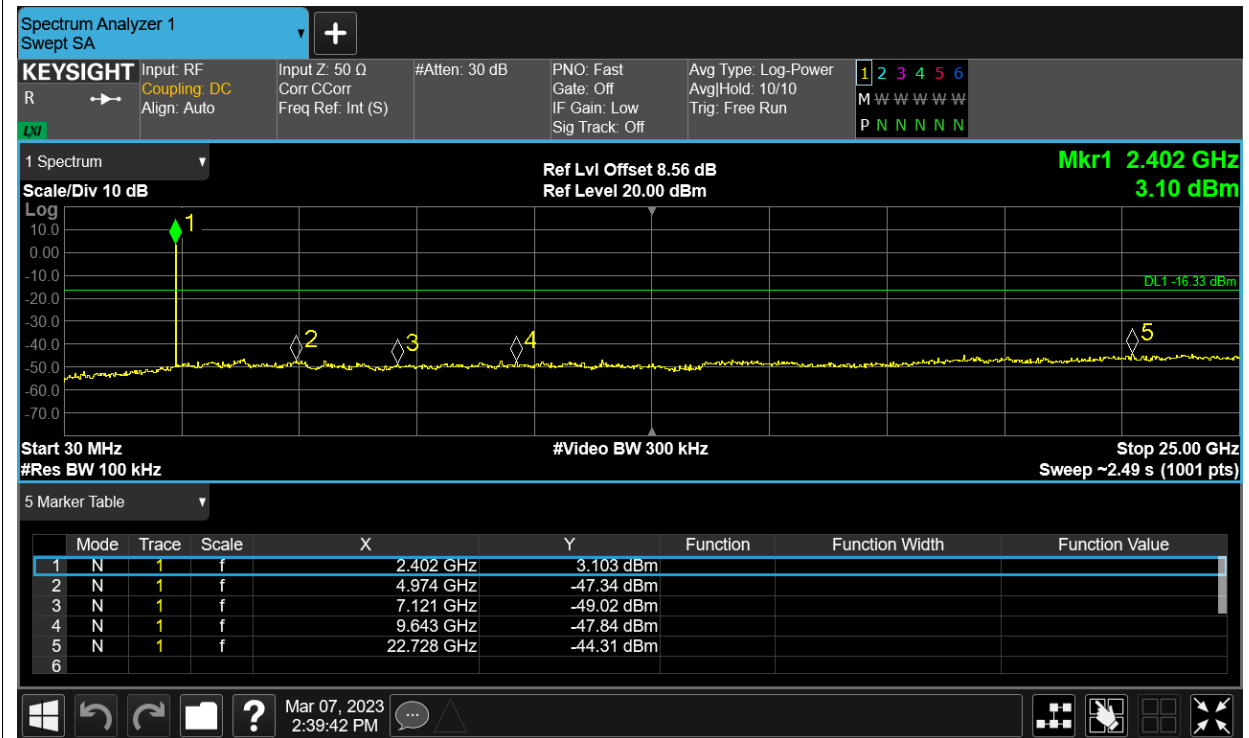 Spectrum Analyzer 1
Swept SA
+
KEYSIGHT Input: RF Input Z: 50 Ω #Atten: 30 dB PNO: Fast Avg Type: Log-Power 1 2 3 4 5 6
R Coupling: DC Corr CCorr Gate: Off Avg|Hold: 10/10 M W W W W W
Align: Auto Freq Ref: Int (S) IF Gain: Low Trig: Free Run
LXI Sig Track: Off P N N N N N N
1 Spectrum Ref Lvl Offset 8.56 dB Mkr1 2.402 GHz
Scale/Div 10 dB Ref Level 20.00 dBm 3.10 dBm
Log
1
10.0
0.00
-10.0
DL1 -16.33 dBm
-20.0
-30.0
2 3 4 5
-40.0
-50.0
-60.0
-70.0
Start 30 MHz #Video BW 300 kHz Stop 25.00 GHz
#Res BW 100 kHz Sweep ~2.49 s (1001 pts)
5 Marker Table
Mode Trace Scale X Y Function Function Width Function Value
1 N 1 f 2.402 GHz 3.103 dBm
2 N 1 f 4.974 GHz -47.34 dBm
3 N 1 f 7.121 GHz -49.02 dBm
4 N 1 f 9.643 GHz -47.84 dBm
5 N 1 f 22.728 GHz -44.31 dBm
6
? Mar 07, 2023
2:39:42 PM